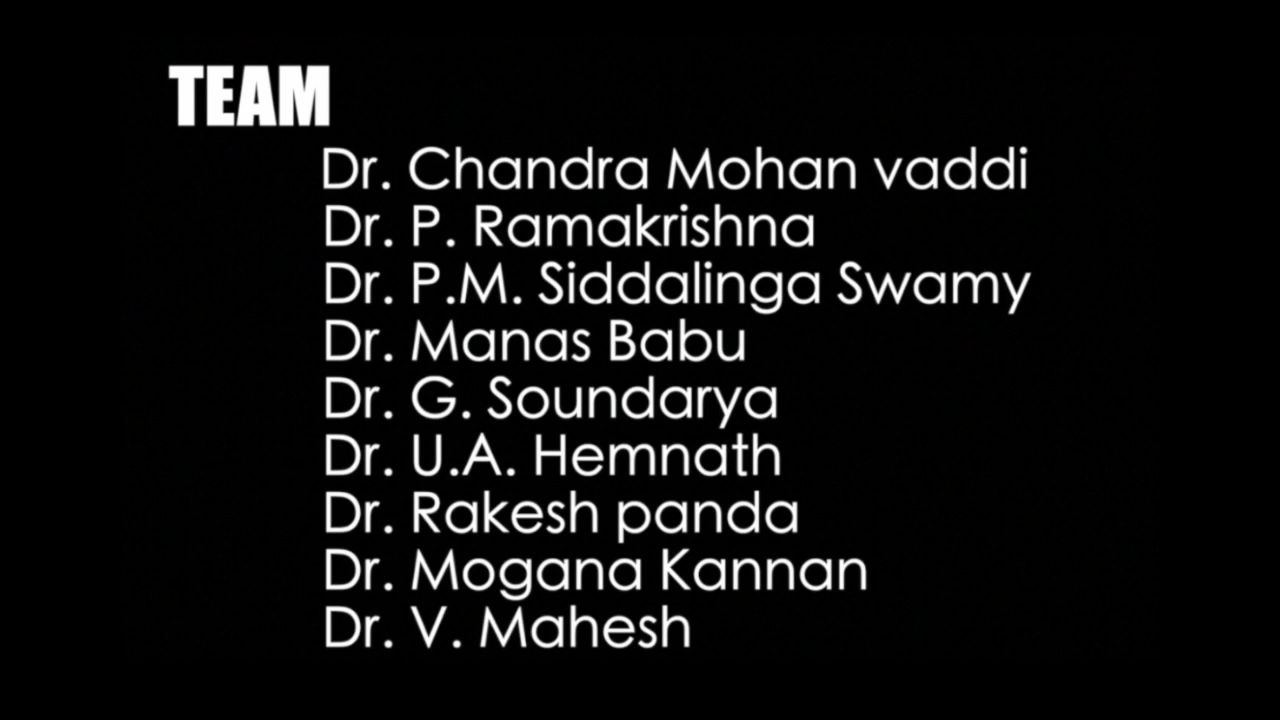 TEAM
Dr. Chandra Mohan vaddi
Dr. P. Ramakrishna
Dr. P.M. Siddalinga Swamy
Dr. Manas Babu
Dr. G. Soundarya
Dr. U.A. Hemnath
Dr. Rakesh panda
Dr. Mogana Kannan
Dr. V. Mahesh